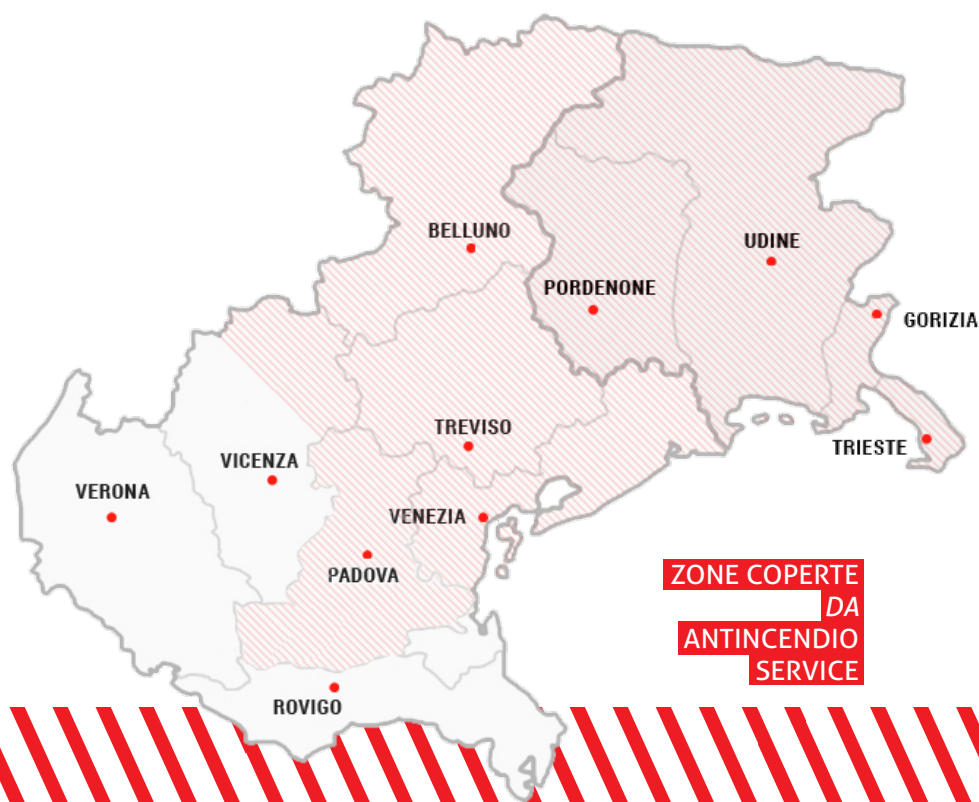 BELLUNO
UDINE
PORDENONE
GORIZIA
TREVISO
TRIESTE
VICENZA
VERONA
VENEZIA
PADOVA
ROVIGO
ZONE COPERTE
DA
ANTINCENDIO
SERVICE